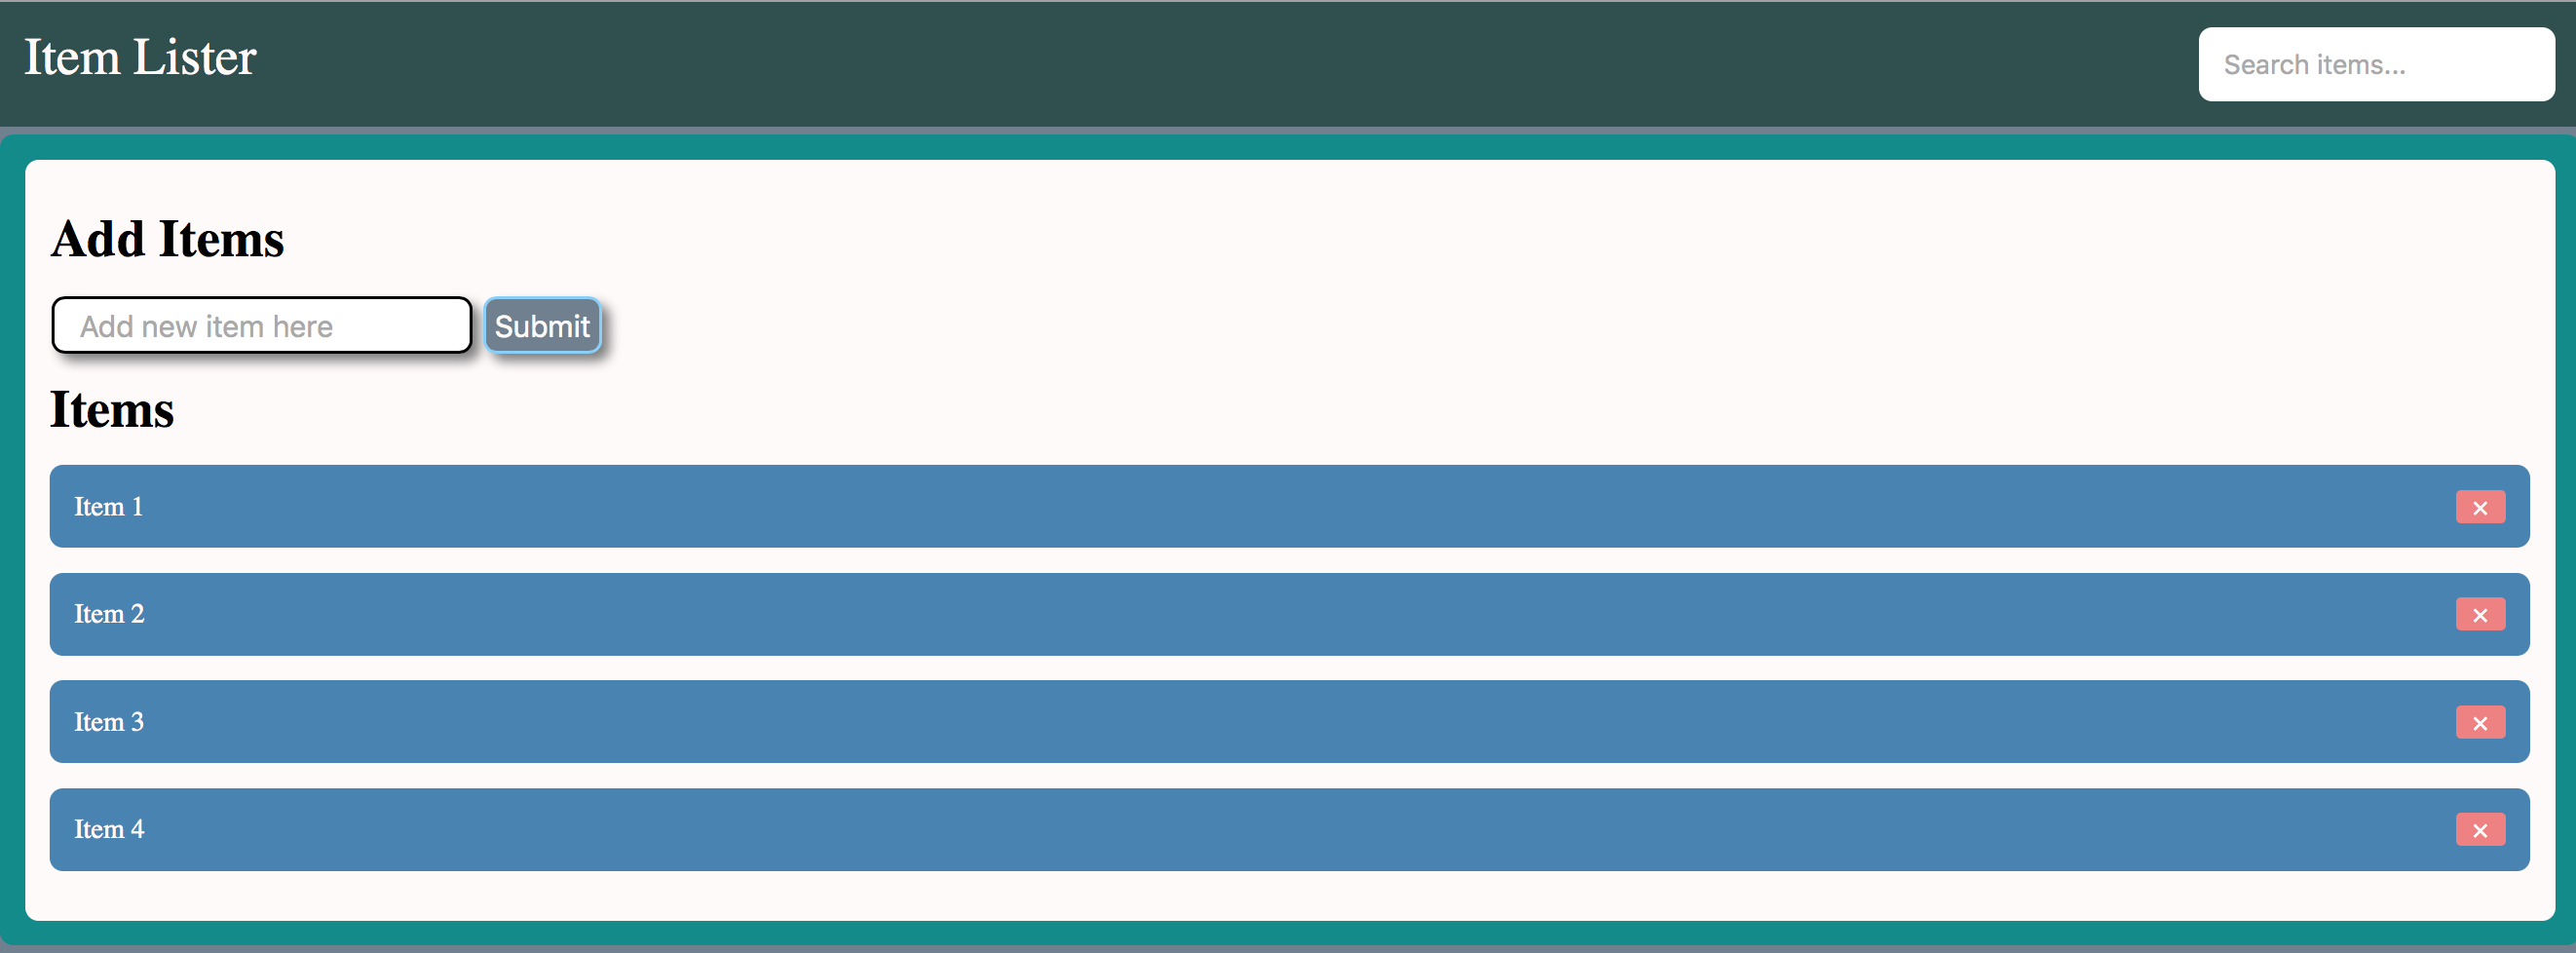 Item Lister
Search items...
Add Items
Add new item here
Submit
Items
Item 1
×
Item 2
×
Item 3
×
Item 4
×